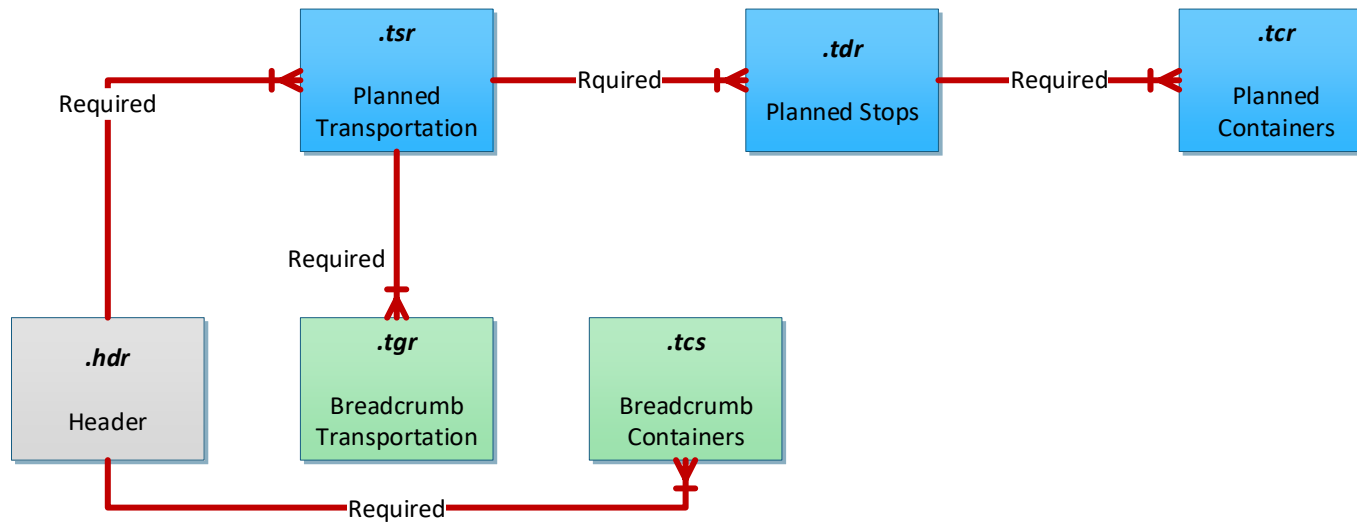 .tsr
Planned
Transportation
.tdr
Planned Stops
.tcr
Planned
Containers
Required
Rquired
Required
Required
.hdr
Header
.tgr
Breadcrumb
Transportation
.tcs
Breadcrumb
Containers
Required